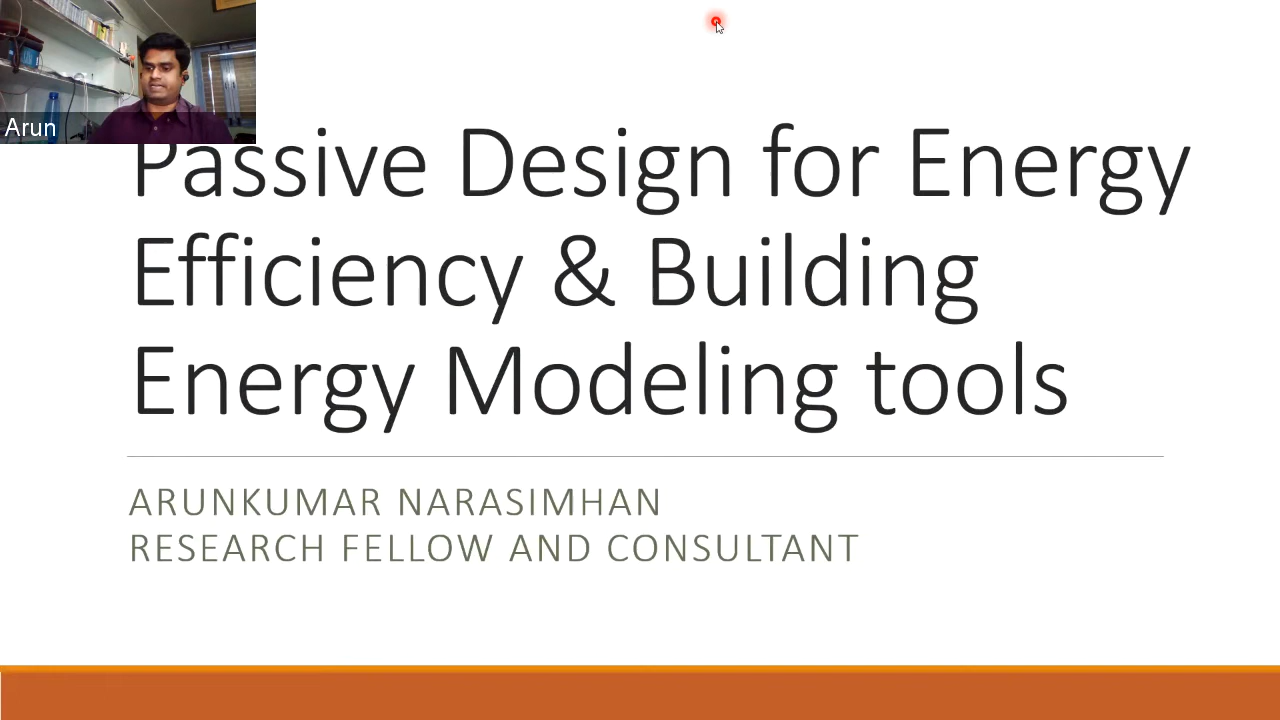 Arun
Passive Design for Energy
Efficiency & Building
Energy Modeling tools
ARUNKUMAR NARASIMHAN
RESEARCH FELLOW AND CONSULTANT